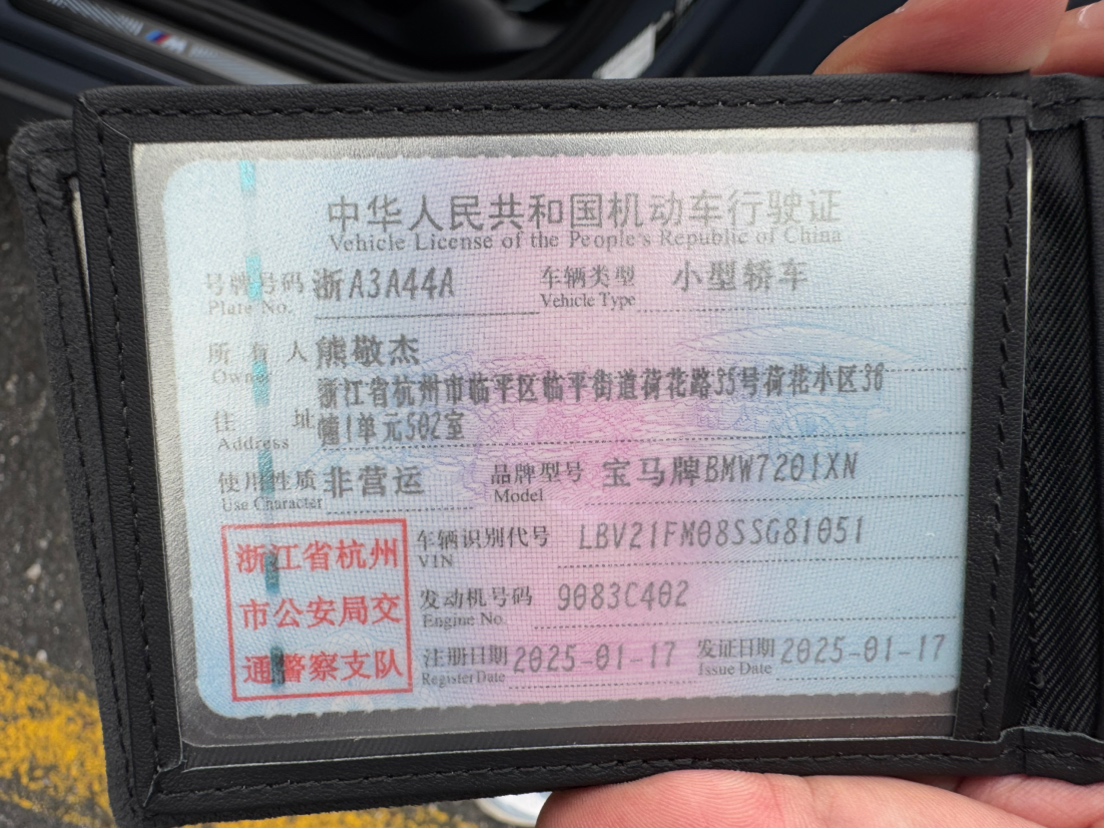 M
中华人民共和国机动车行驶证
Vehicle License of the People's Republic of China
号牌号码 浙A3A44A 车辆类型 小型轿车
Plate No. Vehicle Type
所有人 熊敬杰
Owner
浙江省杭州市临平区临平街道荷花路35号荷花小区38
住址 幢1单元502室
Address
使用性质 非营运 品牌型号 宝马牌BMW7201XN
Use Character Model
浙江省杭州
市公安局交
通警察支队
车辆识别代号 LBV21FM08SSG81051
VIN
发动机号码 9083C402
Engine No.
注册日期 2025-01-17 发证日期 2025-01-17
Register Date Issue Date